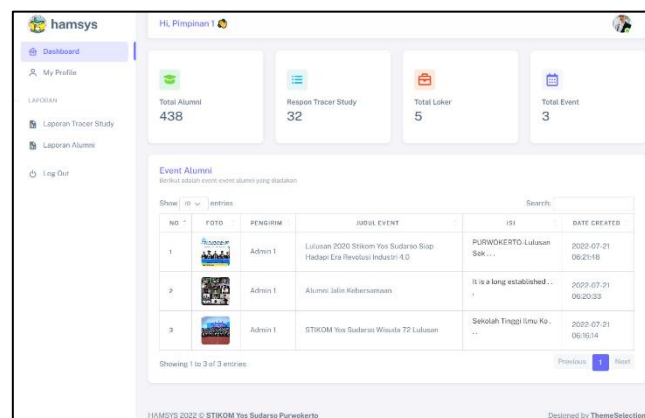 hamsys
Hi, Pimpinan 1
Dashboard
My Profile
LAPORAN
Laporan Tracer Study
Laporan Alumni
Log Out
Total Alumni
438
Respon Tracer Study
32
Total Loker
5
Total Event
3
Event Alumni
Berikut adalah event-event alumni yang diadakan
Show 10 entries
Search:
NO FOTO PENGIRIM JUDUL EVENT ISI DATE CREATED
1 Admin 1 Lulusan 2020 Stikom Yos Sudarso Siap
Hadapi Era Revolusi Industri 4.0
PURWOKERTO-Lulusan
Sek ...
2022-07-21
06:21:48
2 Admin 1 Alumni Jalin Kebersamaan
It is a long established ...
2022-07-21
06:20:33
3 Admin 1 STIKOM Yos Sudarso Wisuda 72 Lulusan
Sekolah Tinggi Ilmu Ko ...
2022-07-21
06:16:14
Showing 1 to 3 of 3 entries
Previous 1 Next
HAMSYS 2022 © STIKOM Yos Sudarso Purwokerto
Designed by ThemeSelection